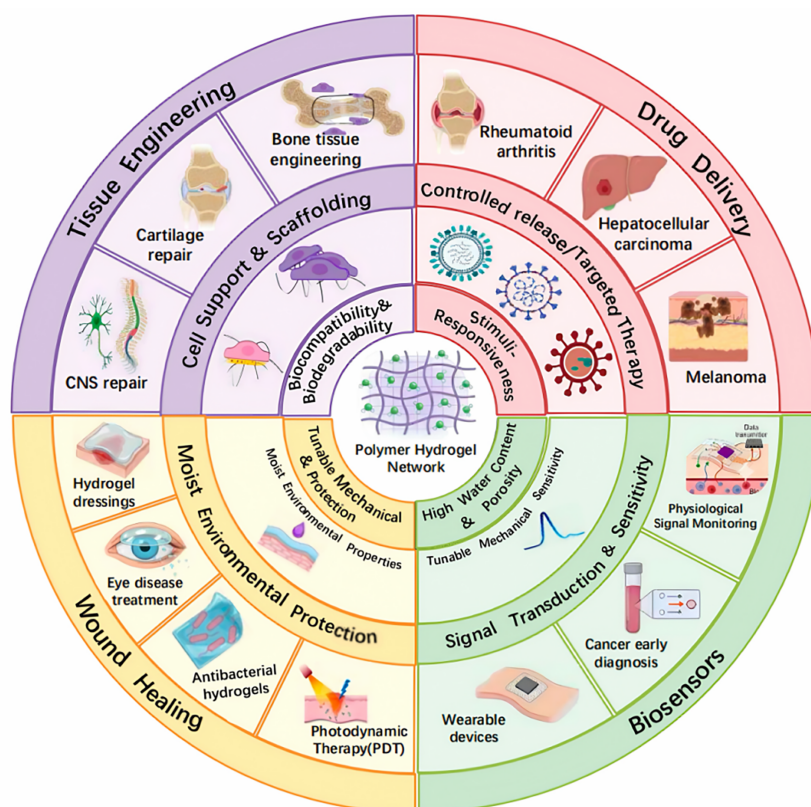 Tissue Engineering
Bone tissue
engineering
Cartilage
repair
CNS repair
Cell Support & Scaffolding
Biocompatibility&
Biodegradability
Drug Delivery
Rheumatoid
arthritis
Hepatocellular
carcinoma
Melanoma
Controlled release/Targeted Therapy
Stimuli-
Responsiveness
Polymer Hydrogel
Network
Wound Healing
Hydrogel
dressings
Eye disease
treatment
Antibacterial
hydrogels
Photodynamic
Therapy(PDT)
Moist Environmental Protection
Moist Environmental Properties
Tunable Mechanical
& Protection
Biosensors
Data
transmitter
Physiological
Signal Monitoring
Cancer early
diagnosis
Wearable
devices
Signal Transduction & Sensitivity
Tunable Mechanical Sensitivity
High Water Content
& Porosity